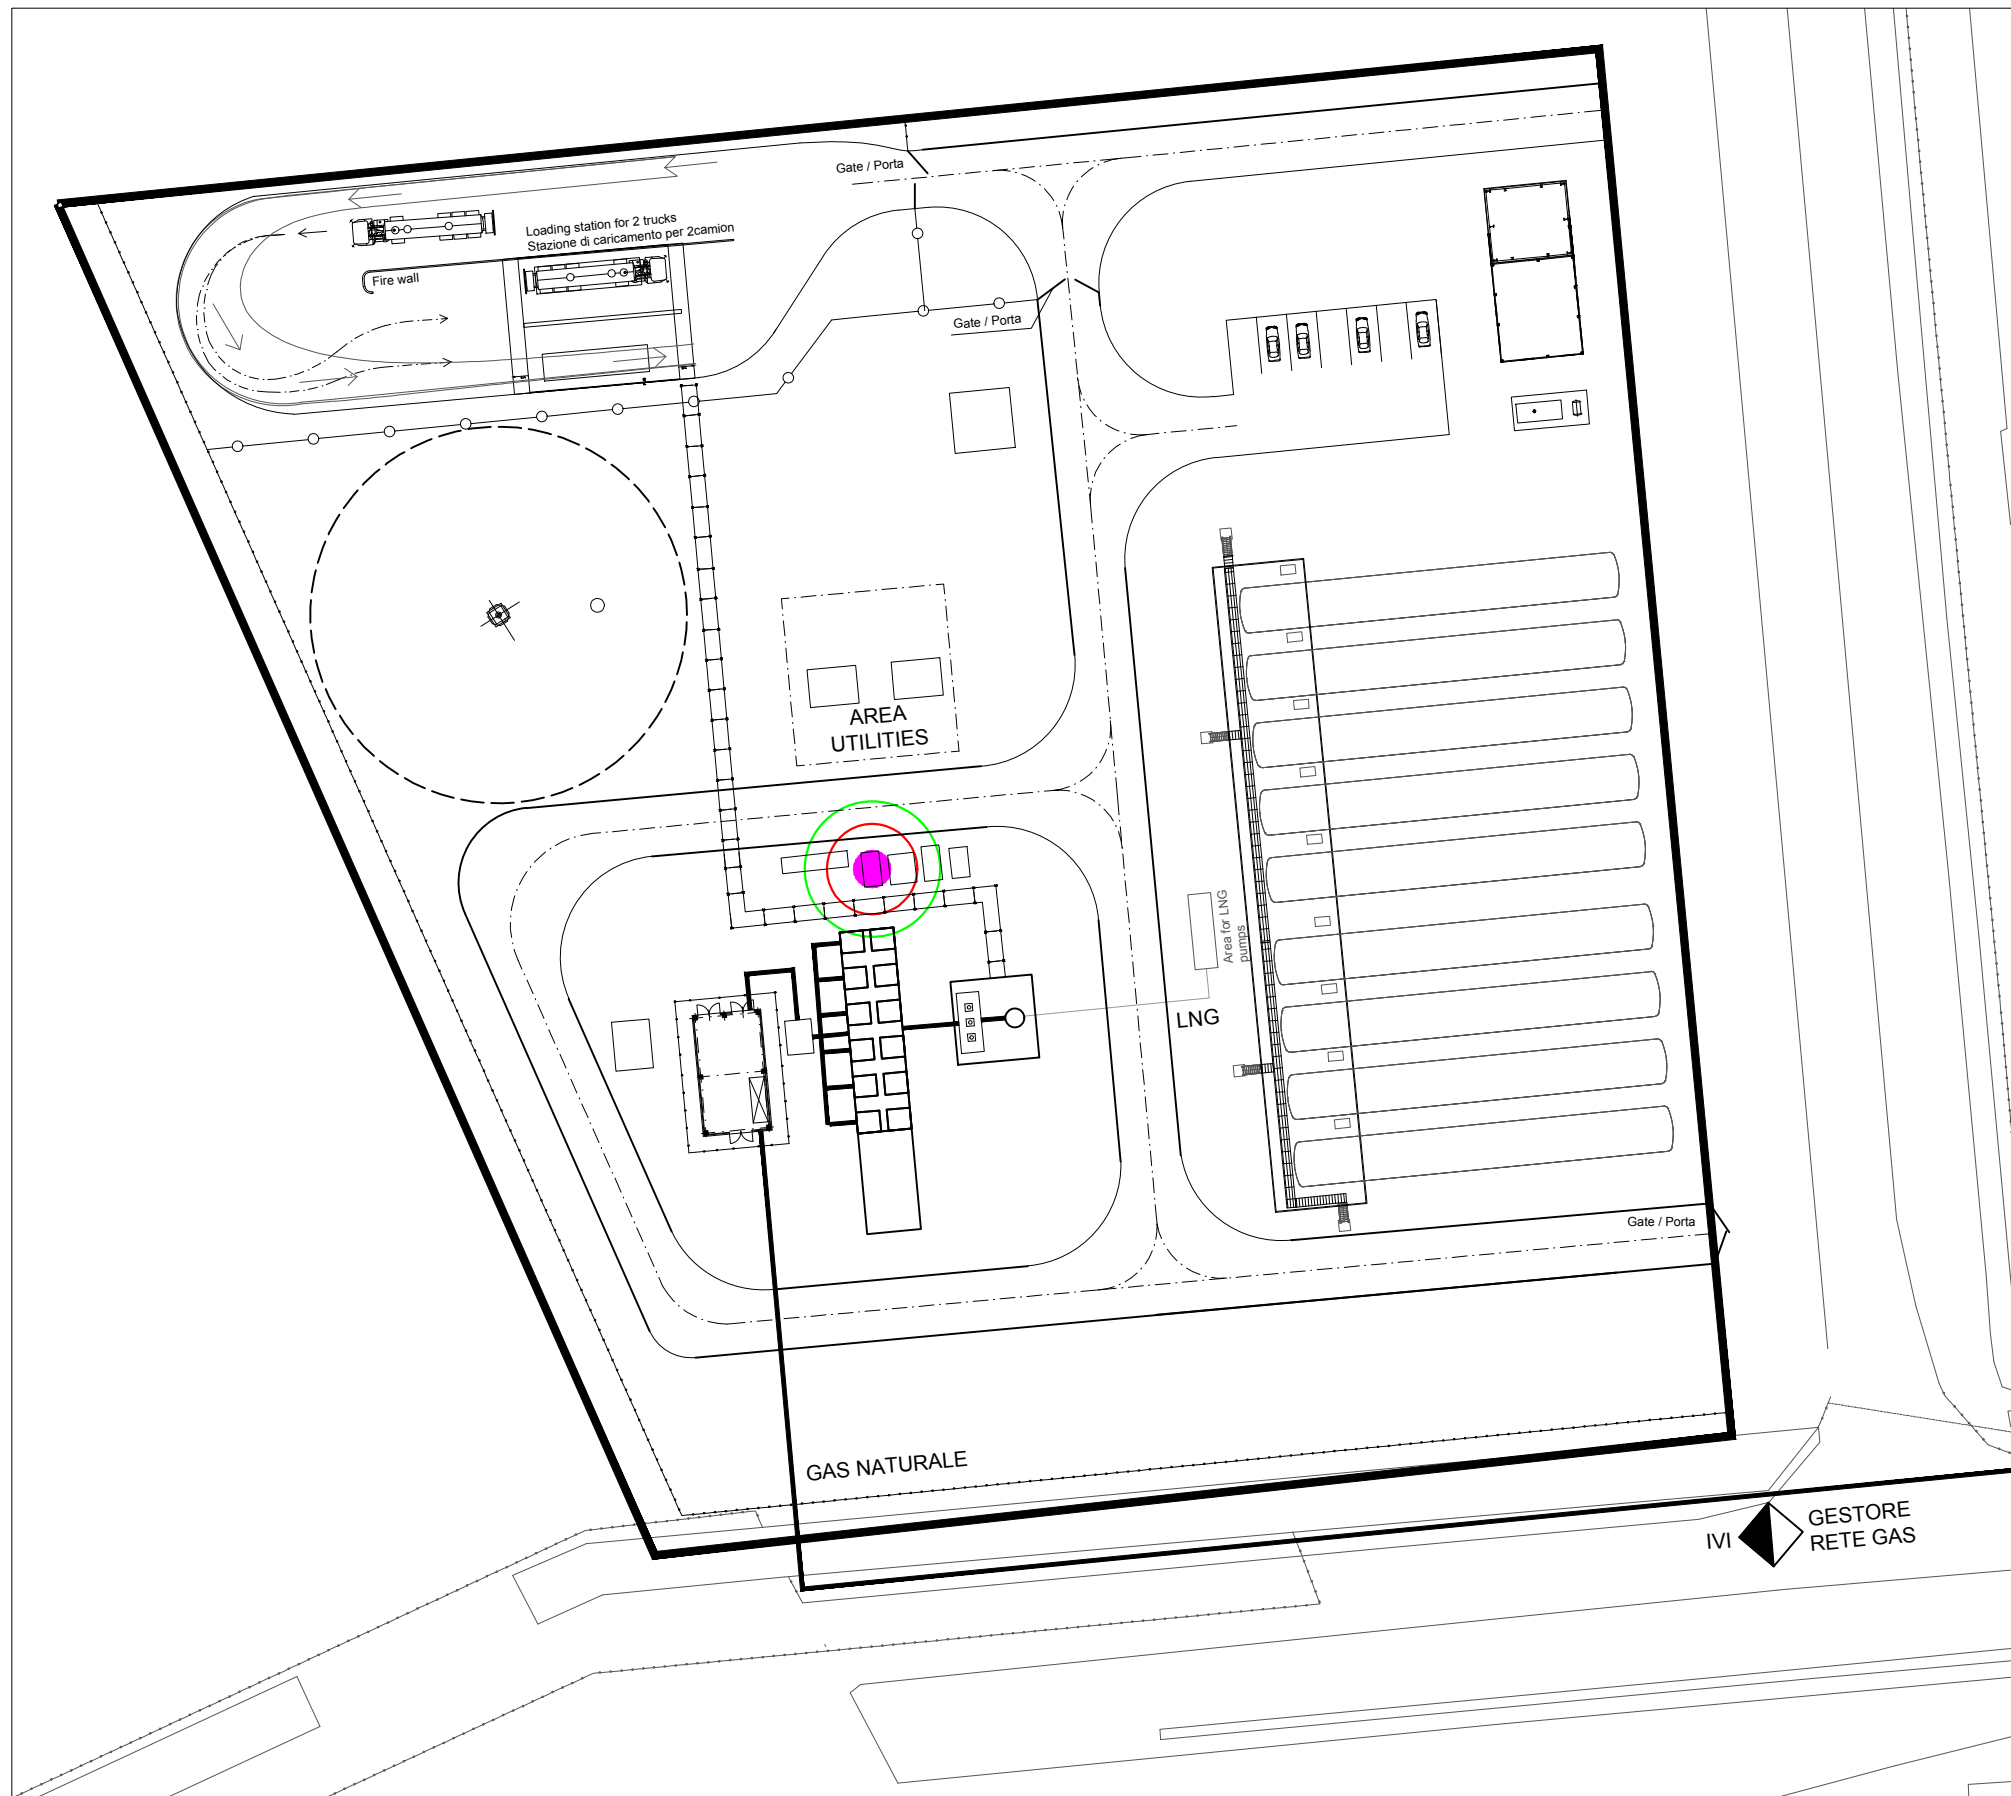 Gate / Porta
Loading station for 2 trucks
Stazione di caricamento per 2camion
Fire wall
Gate / Porta
AREA
UTILITIES
Area for LNG
pumps
LNG
Gate / Porta
GAS NATURALE
IVI
GESTORE
RETE GAS